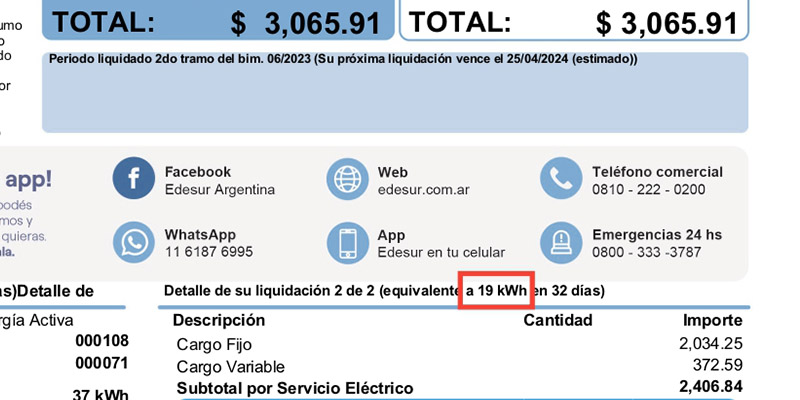 TOTAL: $ 3,065.91
TOTAL: $ 3,065.91
umo
o
do
or
Periodo liquidado 2do tramo del bim. 06/2023 (Su próxima liquidación vence el 25/04/2024 (estimado))
app!
podés
mos y
quieras.
la.
Facebook
Edesur Argentina
Web
edesur.com.ar
Teléfono comercial
0810 - 222 - 0200
WhatsApp
11 6187 6995
App
Edesur en tu celular
Emergencias 24 hs
0800 - 333 -3787
as)Detalle de
rgía Activa
000108
000071
37 kWh
Detalle de su liquidación 2 de 2 (equivalente a 19 kWh en 32 días)
Descripción Cantidad Importe
Cargo Fijo 2,034.25
Cargo Variable 372.59
Subtotal por Servicio Eléctrico 2,406.84